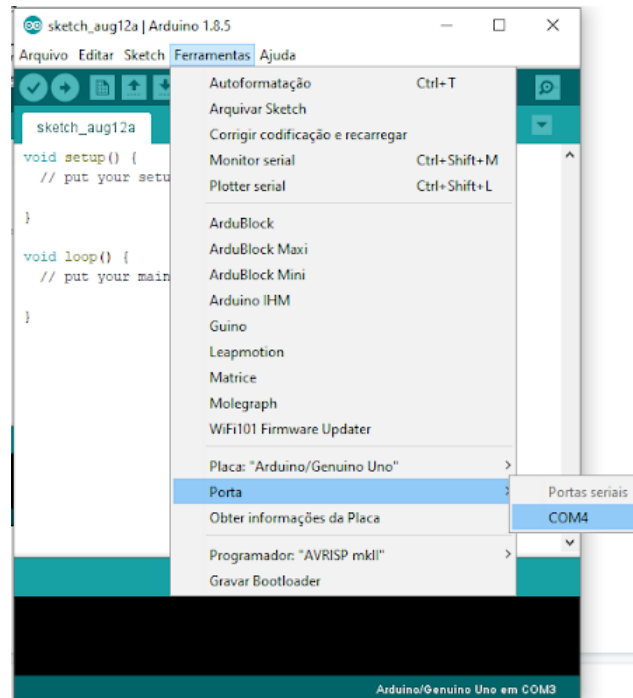 sketch_aug12a | Arduino 1.8.5
Arquivo Editar Sketch Ferramentas Ajuda
sketch_aug12a
void setup() {
// put your setu
}
void loop() {
// put your main
}
Autoformatação Ctrl+T
Arquivar Sketch
Corrigir codificação e recarregar
Monitor serial Ctrl+Shift+M
Plotter serial Ctrl+Shift+L
ArduBlock
ArduBlock Maxi
ArduBlock Mini
Arduino IHM
Guino
Leapmotion
Matrice
Molegraph
WiFi101 Firmware Updater
Placa: "Arduino/Genuino Uno"
Porta
Obter informações da Placa
Programador: "AVRISP mkII"
Gravar Bootloader
Portas seriais
COM4
Arduino/Genuino Uno em COM3